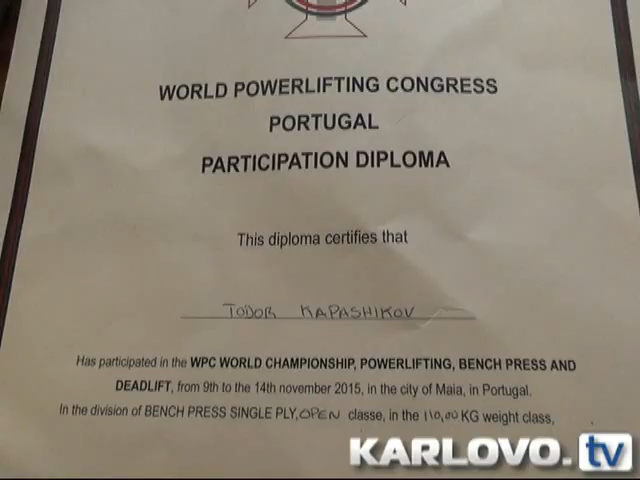 WORLD POWERLIFTING CONGRESS
PORTUGAL
PARTICIPATION DIPLOMA
This diploma certifies that
TODOR KAPASHIKOV
Has participated in the WPC WORLD CHAMPIONSHIP, POWERLIFTING, BENCH PRESS AND
DEADLIFT, from 9th to the 14th november 2015, in the city of Maia, in Portugal.
In the division of BENCH PRESS SINGLE PLY, OPEN classe, in the 110,00 KG weight class,
KARLOVO.tv